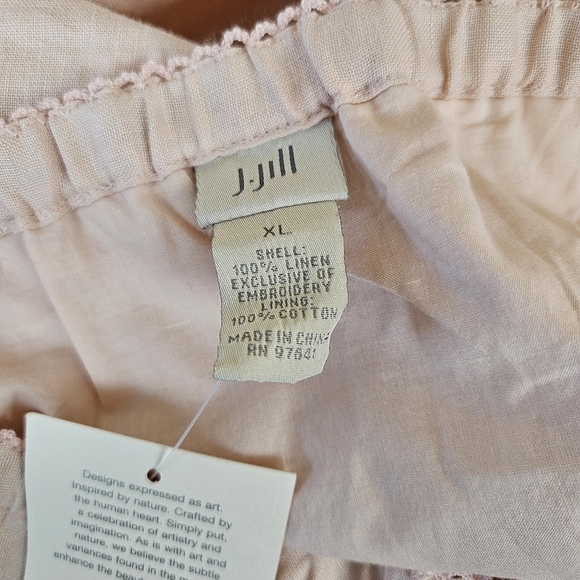 J.Jill
XL
SHELL:
100% LINEN
EXCLUSIVE OF
EMBROIDERY
LINING:
100% COTTON
MADE IN CHINA
RN 97641
Designs expressed as art.
Inspired by nature. Crafted by
the human heart. Simply put,
a celebration of artistry and
imagination. As is with art and
nature, we believe the subtle
variances found in the
enhance the